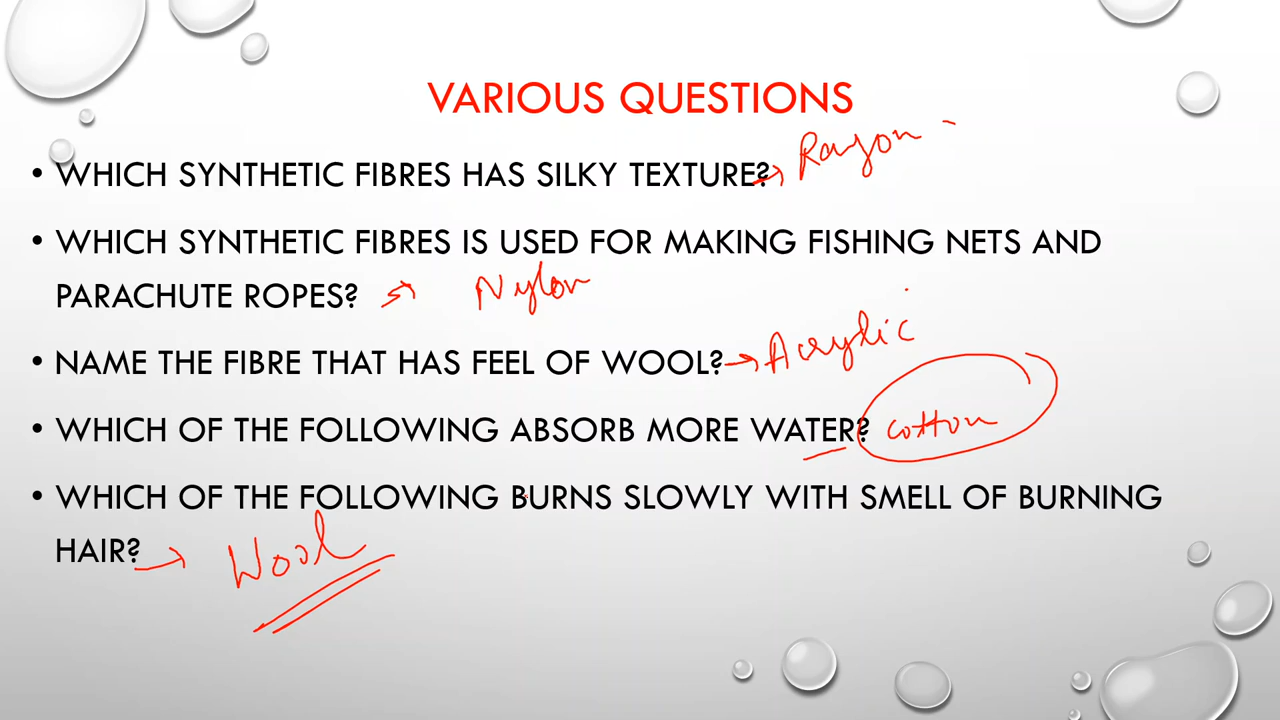 VARIOUS QUESTIONS
• WHICH SYNTHETIC FIBRES HAS SILKY TEXTURE? → Rayon
• WHICH SYNTHETIC FIBRES IS USED FOR MAKING FISHING NETS AND
PARACHUTE ROPES? → Nylon
• NAME THE FIBRE THAT HAS FEEL OF WOOL? → Acrylic
• WHICH OF THE FOLLOWING ABSORB MORE WATER? cotton
• WHICH OF THE FOLLOWING BURNS SLOWLY WITH SMELL OF BURNING
HAIR? → Wool